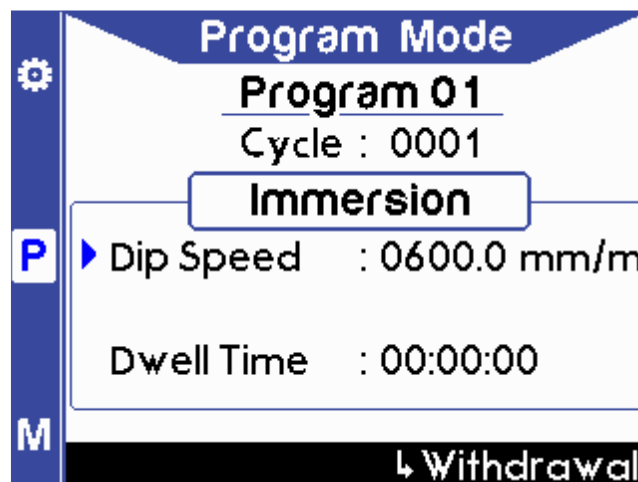 Program Mode
Program 01
Cycle : 0001
Immersion
P
Dip Speed : 0600.0 mm/m
Dwell Time : 00:00:00
M
↳ Withdrawal